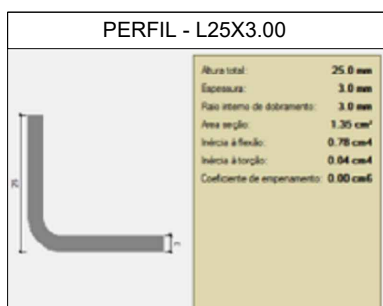 PERFIL - L25X3.00
Altura total: 25.0 mm
Espessura: 3.0 mm
Raio interno de dobramento: 3.0 mm
Área seção: 1.35 cm²
Inércia à flexão: 0.78 cm4
Inércia à torção: 0.04 cm4
Coeficiente de empenamento: 0.00 cm6
25
3